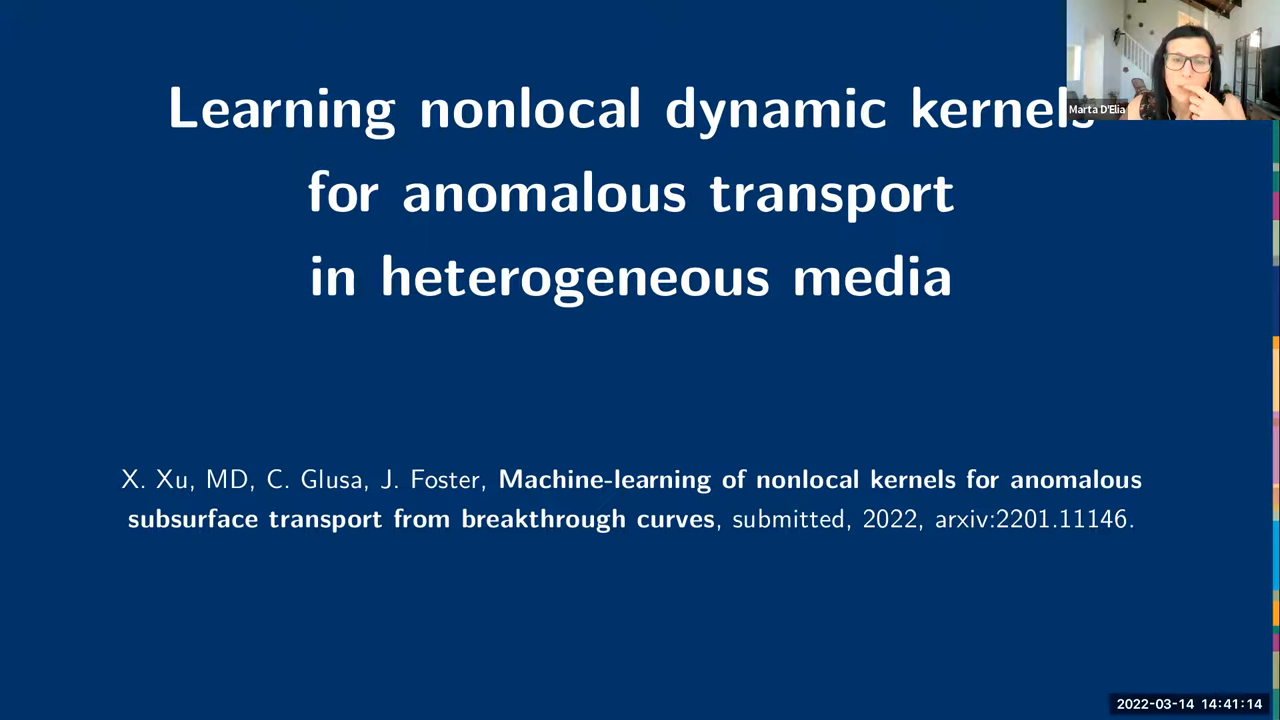 Learning nonlocal dynamic kernels
for anomalous transport
in heterogeneous media
Marta D'Elia
X. Xu, MD, C. Glusa, J. Foster, Machine-learning of nonlocal kernels for anomalous
subsurface transport from breakthrough curves, submitted, 2022, arxiv:2201.11146.
2022-03-14 14:41:14